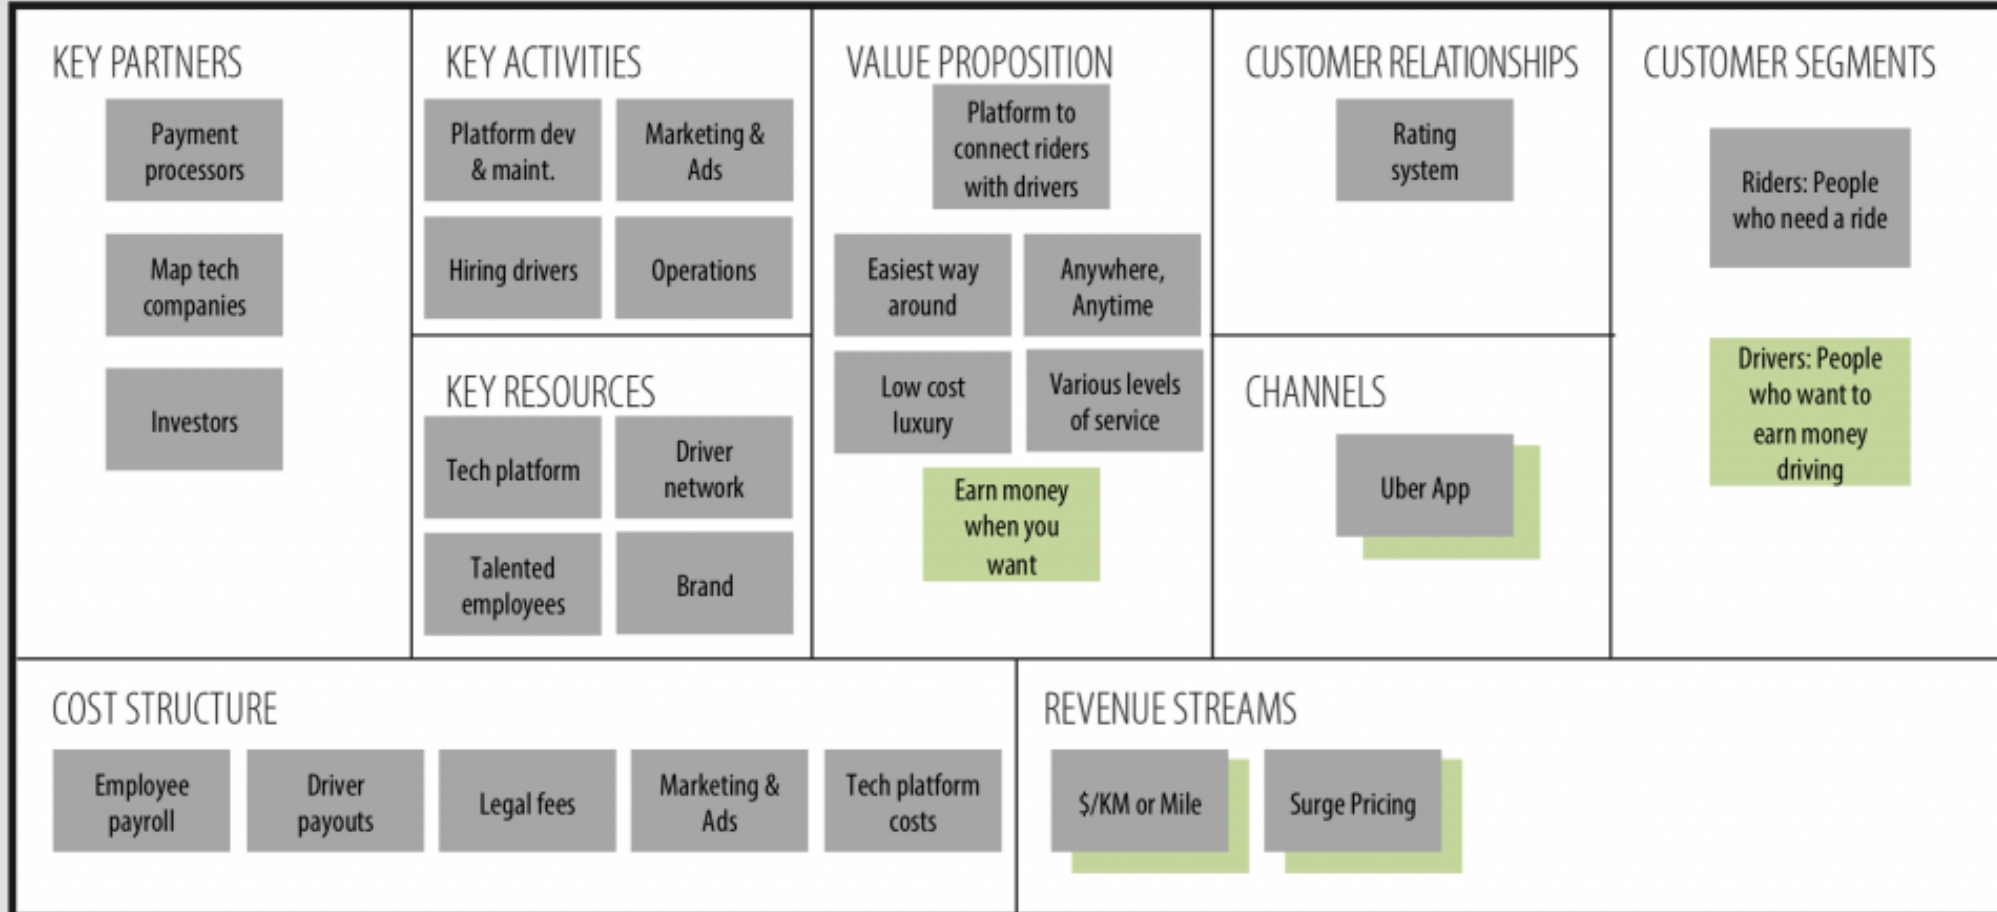 KEY PARTNERS
Payment
processors
Map tech
companies
Investors
KEY ACTIVITIES
Platform dev
& maint.
Marketing &
Ads
Hiring drivers
Operations
KEY RESOURCES
Tech platform
Driver
network
Talented
employees
Brand
VALUE PROPOSITION
Platform to
connect riders
with drivers
Easiest way
around
Anywhere,
Anytime
Low cost
luxury
Various levels
of service
Earn money
when you
want
CUSTOMER RELATIONSHIPS
Rating
system
CHANNELS
Uber App
CUSTOMER SEGMENTS
Riders: People
who need a ride
Drivers: People
who want to
earn money
driving
COST STRUCTURE
Employee
payroll
Driver
payouts
Legal fees
Marketing &
Ads
Tech platform
costs
REVENUE STREAMS
$/KM or Mile
Surge Pricing